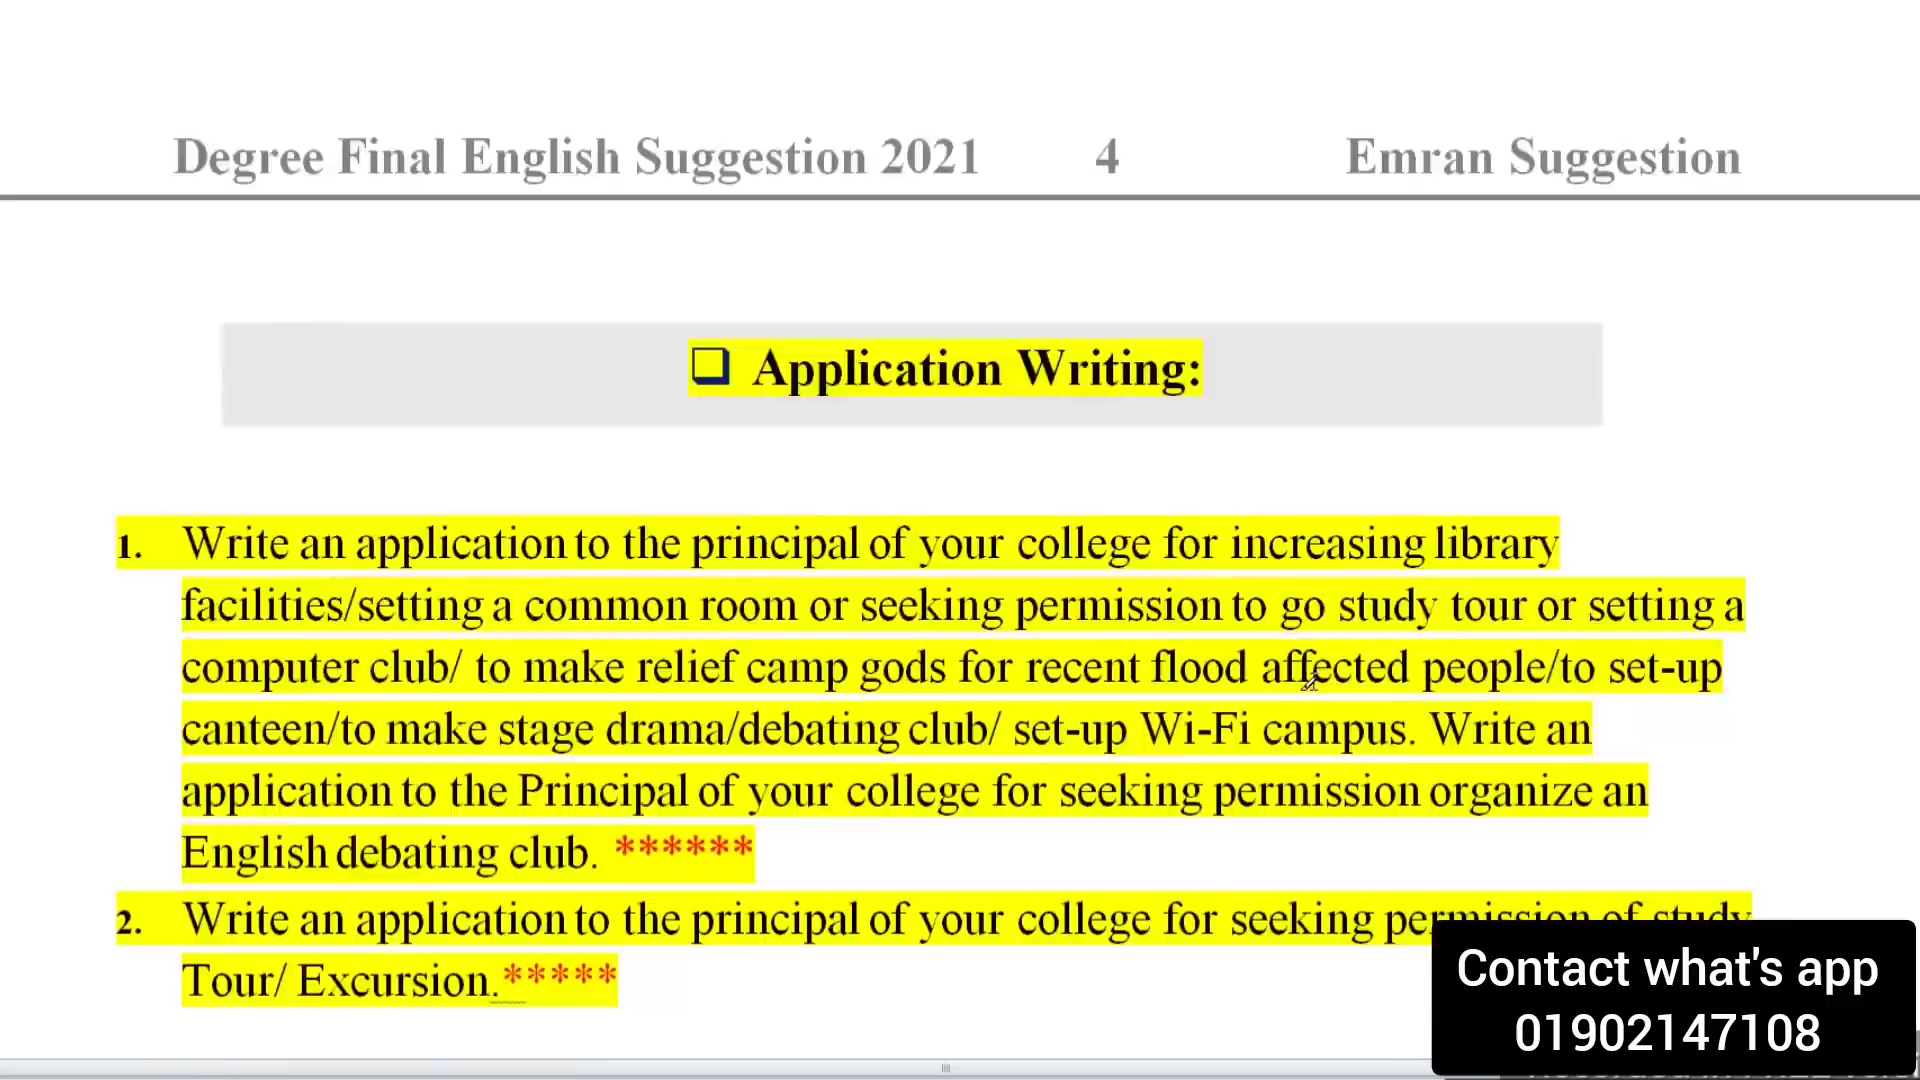 Degree Final English Suggestion 2021 4 Emran Suggestion
❑ Application Writing:
1. Write an application to the principal of your college for increasing library
facilities/setting a common room or seeking permission to go study tour or setting a
computer club/ to make relief camp gods for recent flood affected people/to set-up
canteen/to make stage drama/debating club/ set-up Wi-Fi campus. Write an
application to the Principal of your college for seeking permission organize an
English debating club. ******
2. Write an application to the principal of your college for seeking permission of study
Tour/ Excursion.*****
Contact what's app
01902147108